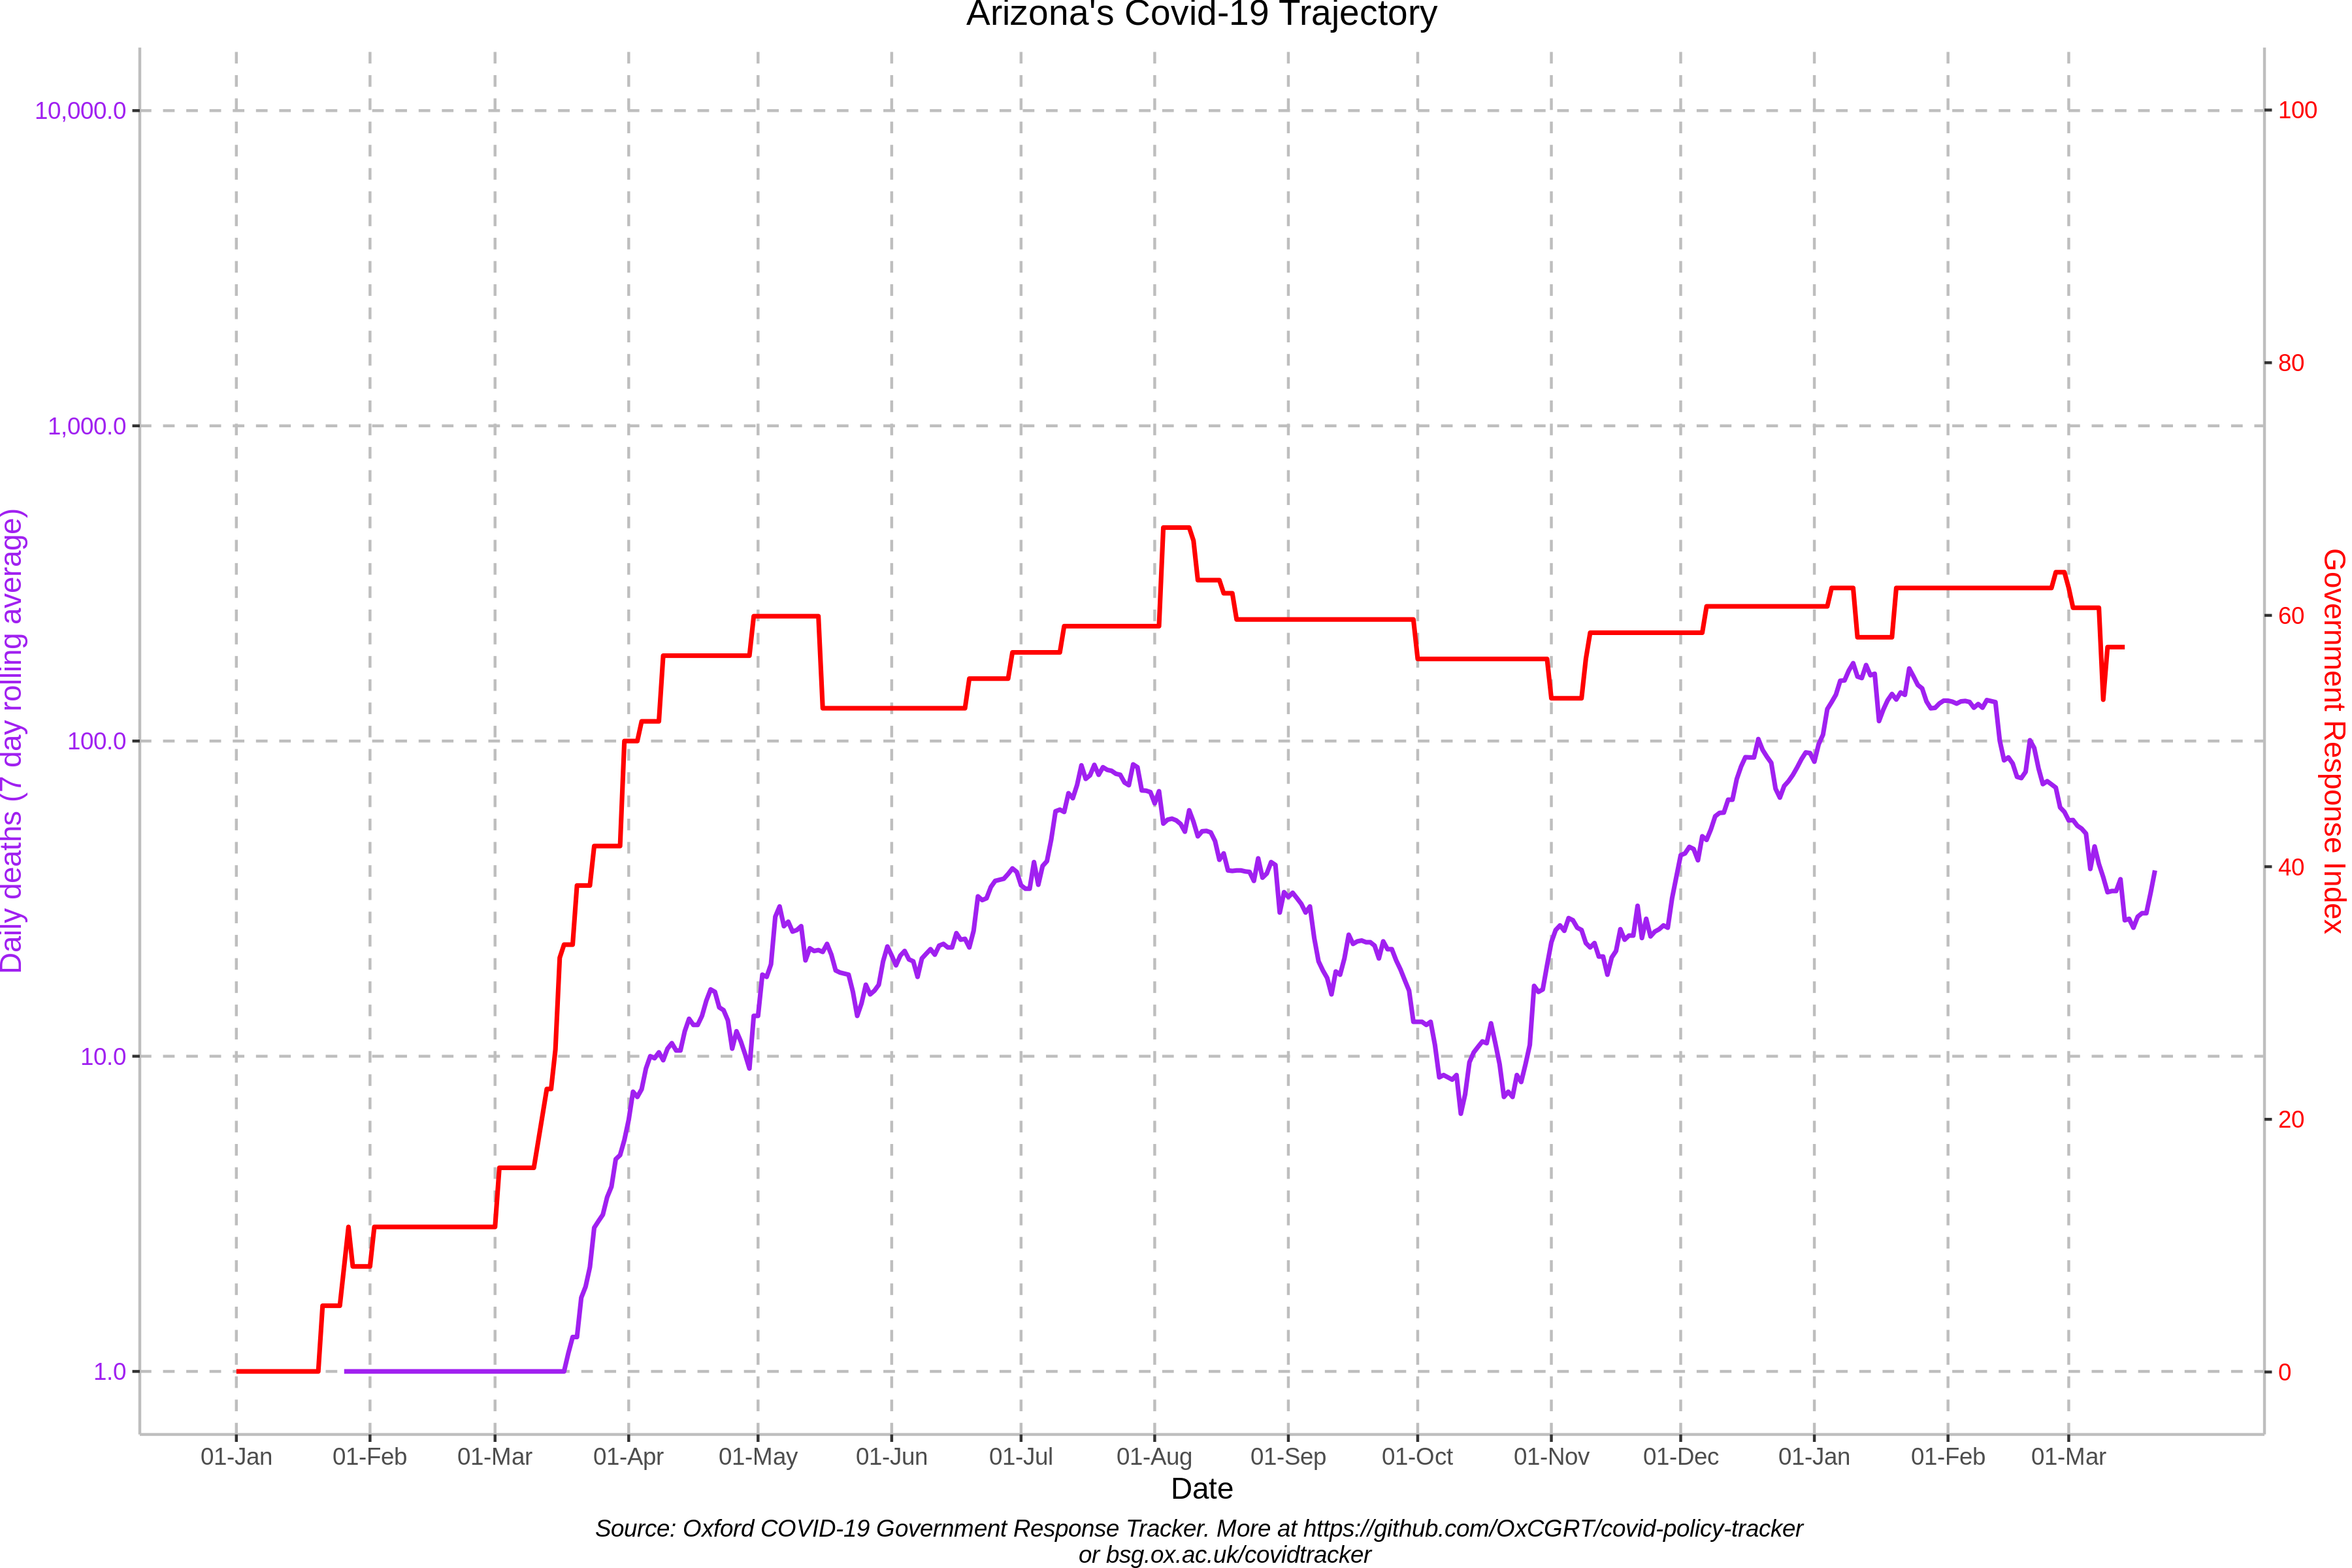 Arizona's Covid-19 Trajectory
10,000.0
1,000.0
100.0
10.0
1.0
Daily deaths (7 day rolling average)
100
80
60
40
20
0
Government Response Index
01-Jan 01-Feb 01-Mar 01-Apr 01-May 01-Jun 01-Jul 01-Aug 01-Sep 01-Oct 01-Nov 01-Dec 01-Jan 01-Feb 01-Mar
Date
Source: Oxford COVID-19 Government Response Tracker. More at https://github.com/OxCGRT/covid-policy-tracker
or bsg.ox.ac.uk/covidtracker